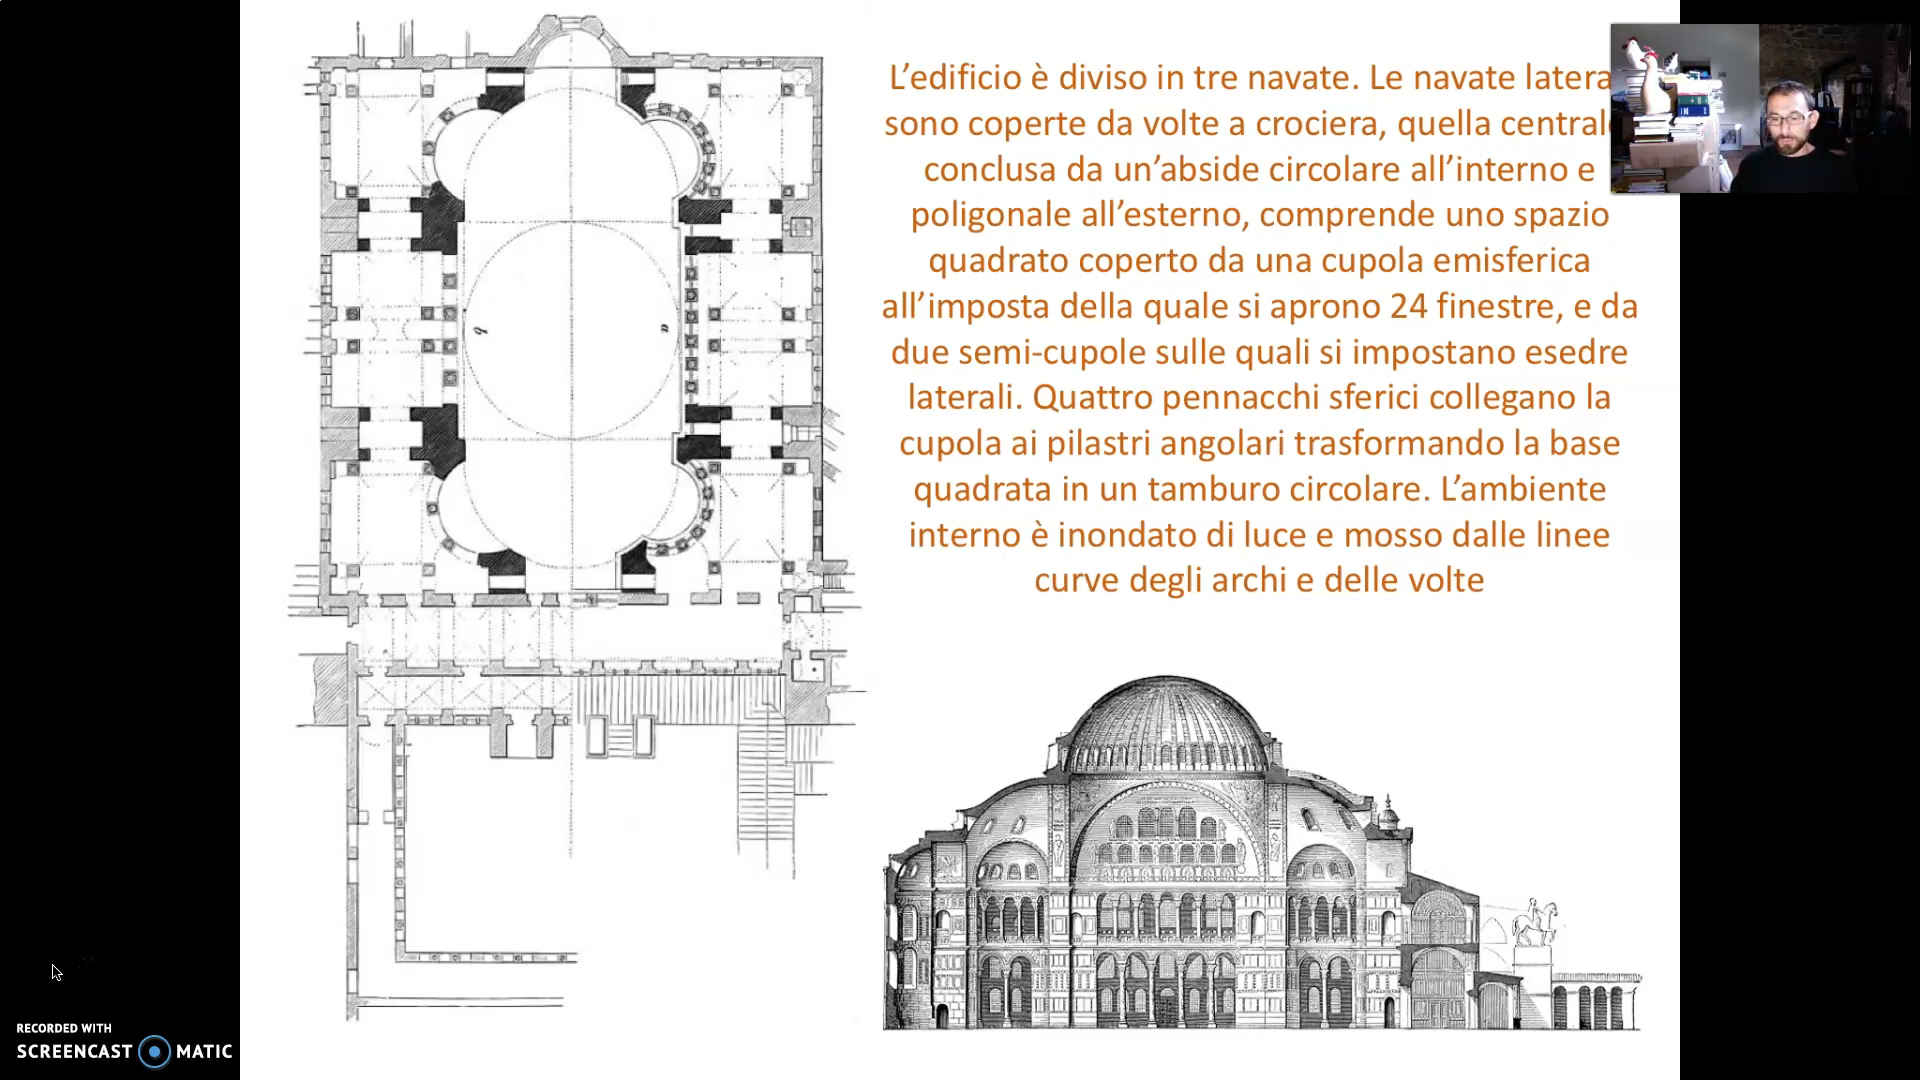 L’edificio è diviso in tre navate. Le navate
sono coperte da volte a crociera, quella
conclusa da un’abside circolare all’interno e
poligonale all’esterno, comprende uno spazio
quadrato coperto da una cupola emisferica
all’imposta della quale si aprono 24 finestre, e da
due semi-cupole sulle quali si impostano esedre
laterali. Quattro pennacchi sferici collegano la
cupola ai pilastri angolari trasformando la base
quadrata in un tamburo circolare. L’ambiente
interno è inondato di luce e mosso dalle linee
curve degli archi e delle volte
RECORDED WITH
SCREENCAST MATIC